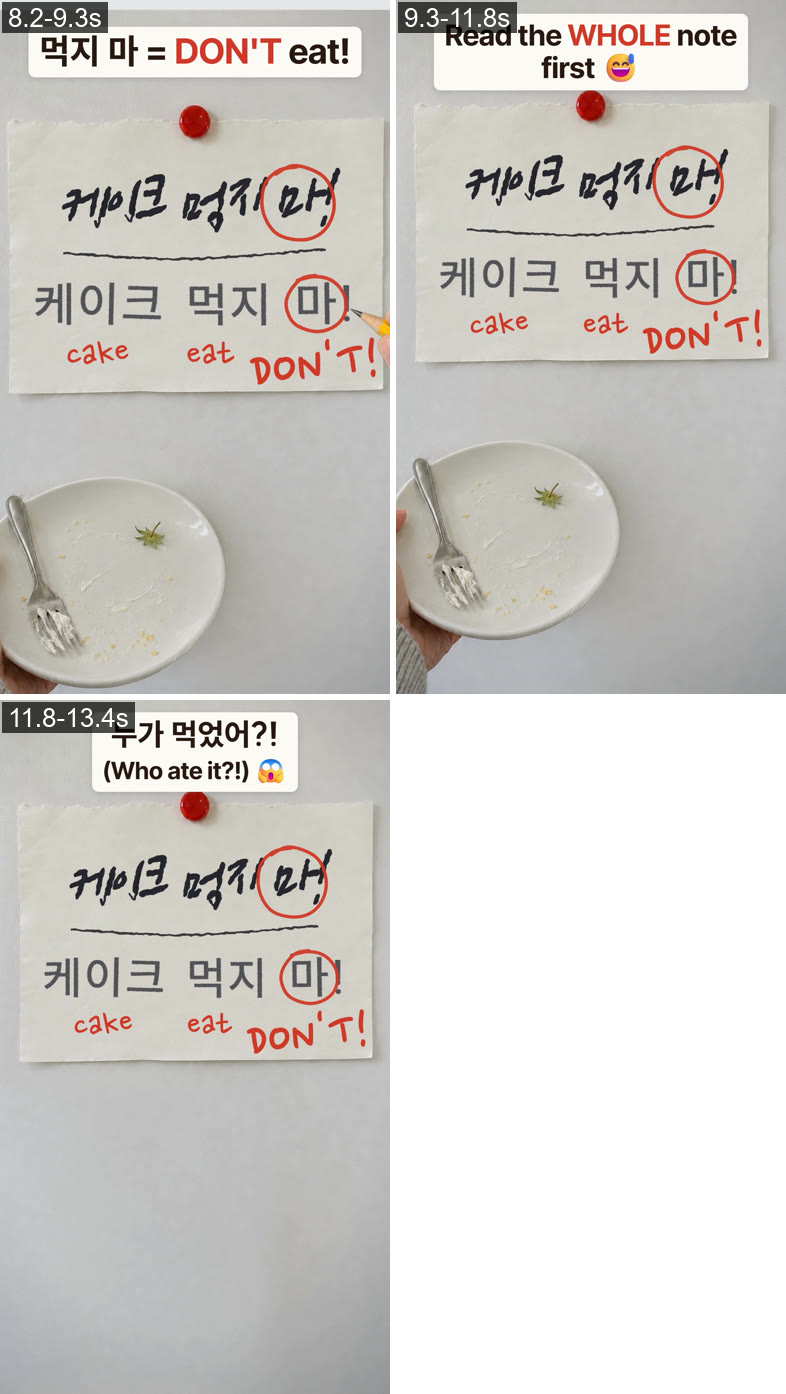 8.2-9.3s
먹지 마 = DON'T eat!
케이크 먹지 마!
케이크 먹지 마!
cake eat DON'T!
9.3-11.8s
Read the WHOLE note
first 😅
케이크 먹지 마!
케이크 먹지 마!
cake eat DON'T!
11.8-13.4s
누가 먹었어?!
(Who ate it?!) 😱
케이크 먹지 마!
케이크 먹지 마!
cake eat DON'T!